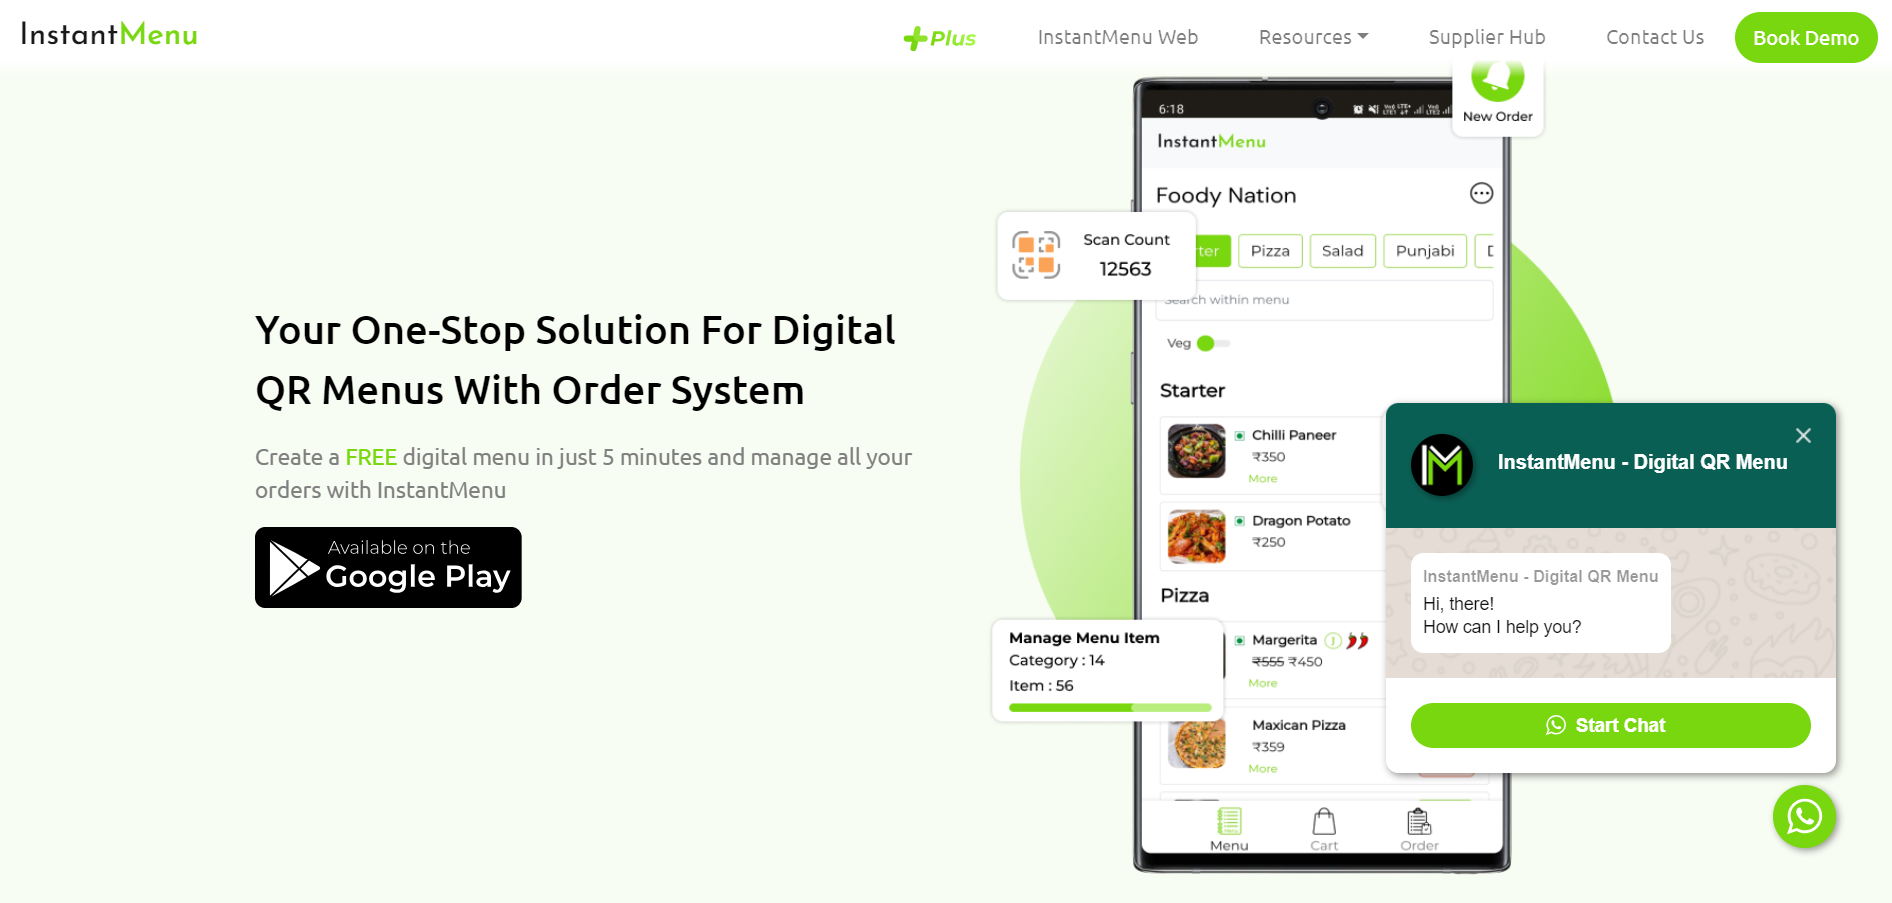 InstantMenu
Plus
InstantMenu Web
Resources
Supplier Hub
Contact Us
Book Demo
Your One-Stop Solution For Digital
QR Menus With Order System
Create a FREE digital menu in just 5 minutes and manage all your
orders with InstantMenu
Available on the
Google Play
New Order
6:18
InstantMenu
Foody Nation
Scan Count
12563
Pizza
Salad
Punjabi
Search within menu
Veg
Starter
Chilli Paneer
₹350
More
Dragon Potato
₹250
Pizza
Margerita
₹555 ₹450
More
Maxican Pizza
₹359
More
Manage Menu Item
Category : 14
Item : 56
Menu
Cart
Order
InstantMenu - Digital QR Menu
InstantMenu - Digital QR Menu
Hi, there!
How can I help you?
Start Chat